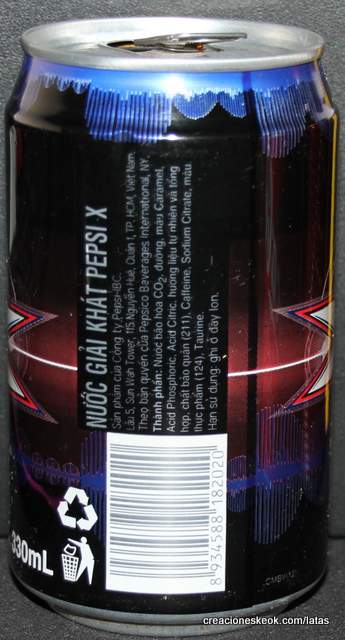 NƯỚC GIẢI KHÁT PEPSI X
Sản phẩm của Công ty Pepsi-IBC.
Lầu 5, Sun Wah Tower, 115 Nguyễn Huệ, Quận 1, TP. HCM, Việt Nam.
Theo bản quyền của Pepsico Beverages International, NY.
Thành phần: Nước bão hòa CO2, đường, màu Caramel,
Acid Phosphoric, Acid Citric, hương liệu tự nhiên và tổng
hợp, chất bảo quản (211), Caffeine, Sodium Citrate, màu
thực phẩm (124), Taurine.
Hạn sử dụng: ghi ở đáy lon.
8 934588 182020
330mL
creacioneskeok.com/latas